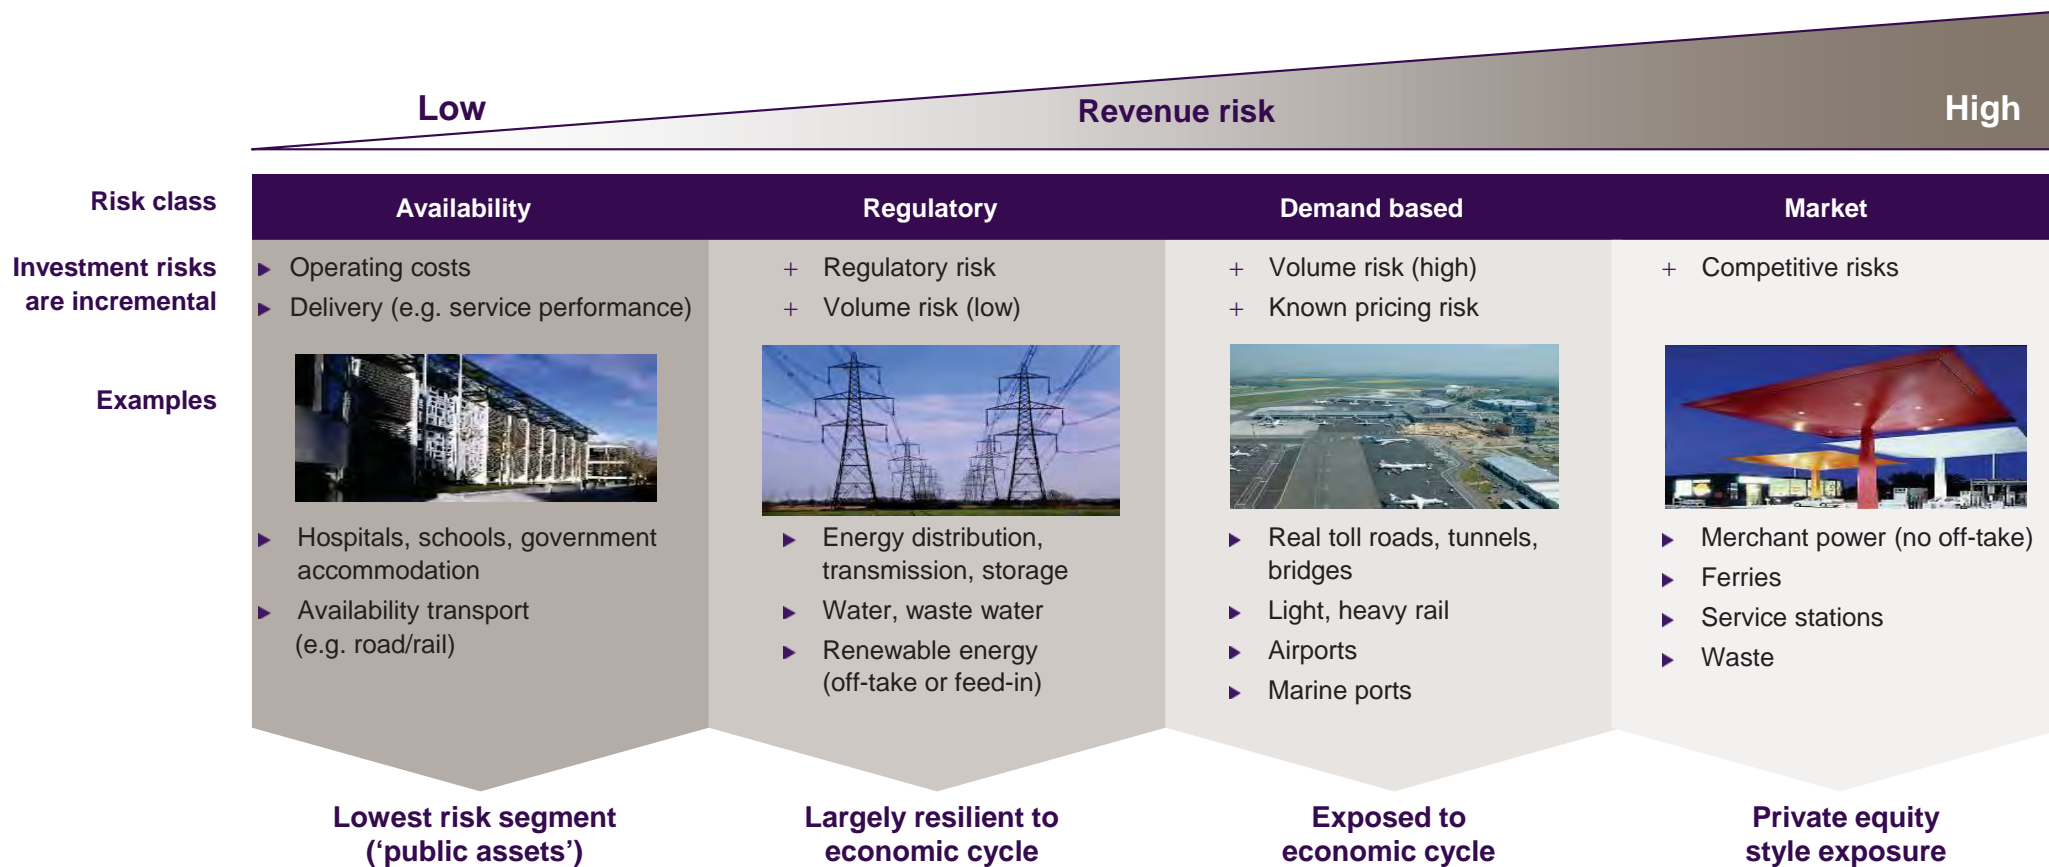 Low
Revenue risk
High
Risk class
Availability
Regulatory
Demand based
Market
Investment risks
are incremental
▶ Operating costs
▶ Delivery (e.g. service performance)
+ Regulatory risk
+ Volume risk (low)
+ Volume risk (high)
+ Known pricing risk
+ Competitive risks
Examples
▶ Hospitals, schools, government
accommodation
▶ Availability transport
(e.g. road/rail)
▶ Energy distribution,
transmission, storage
▶ Water, waste water
▶ Renewable energy
(off-take or feed-in)
▶ Real toll roads, tunnels,
bridges
▶ Light, heavy rail
▶ Airports
▶ Marine ports
▶ Merchant power (no off-take)
▶ Ferries
▶ Service stations
▶ Waste
Lowest risk segment
(‘public assets’)
Largely resilient to
economic cycle
Exposed to
economic cycle
Private equity
style exposure